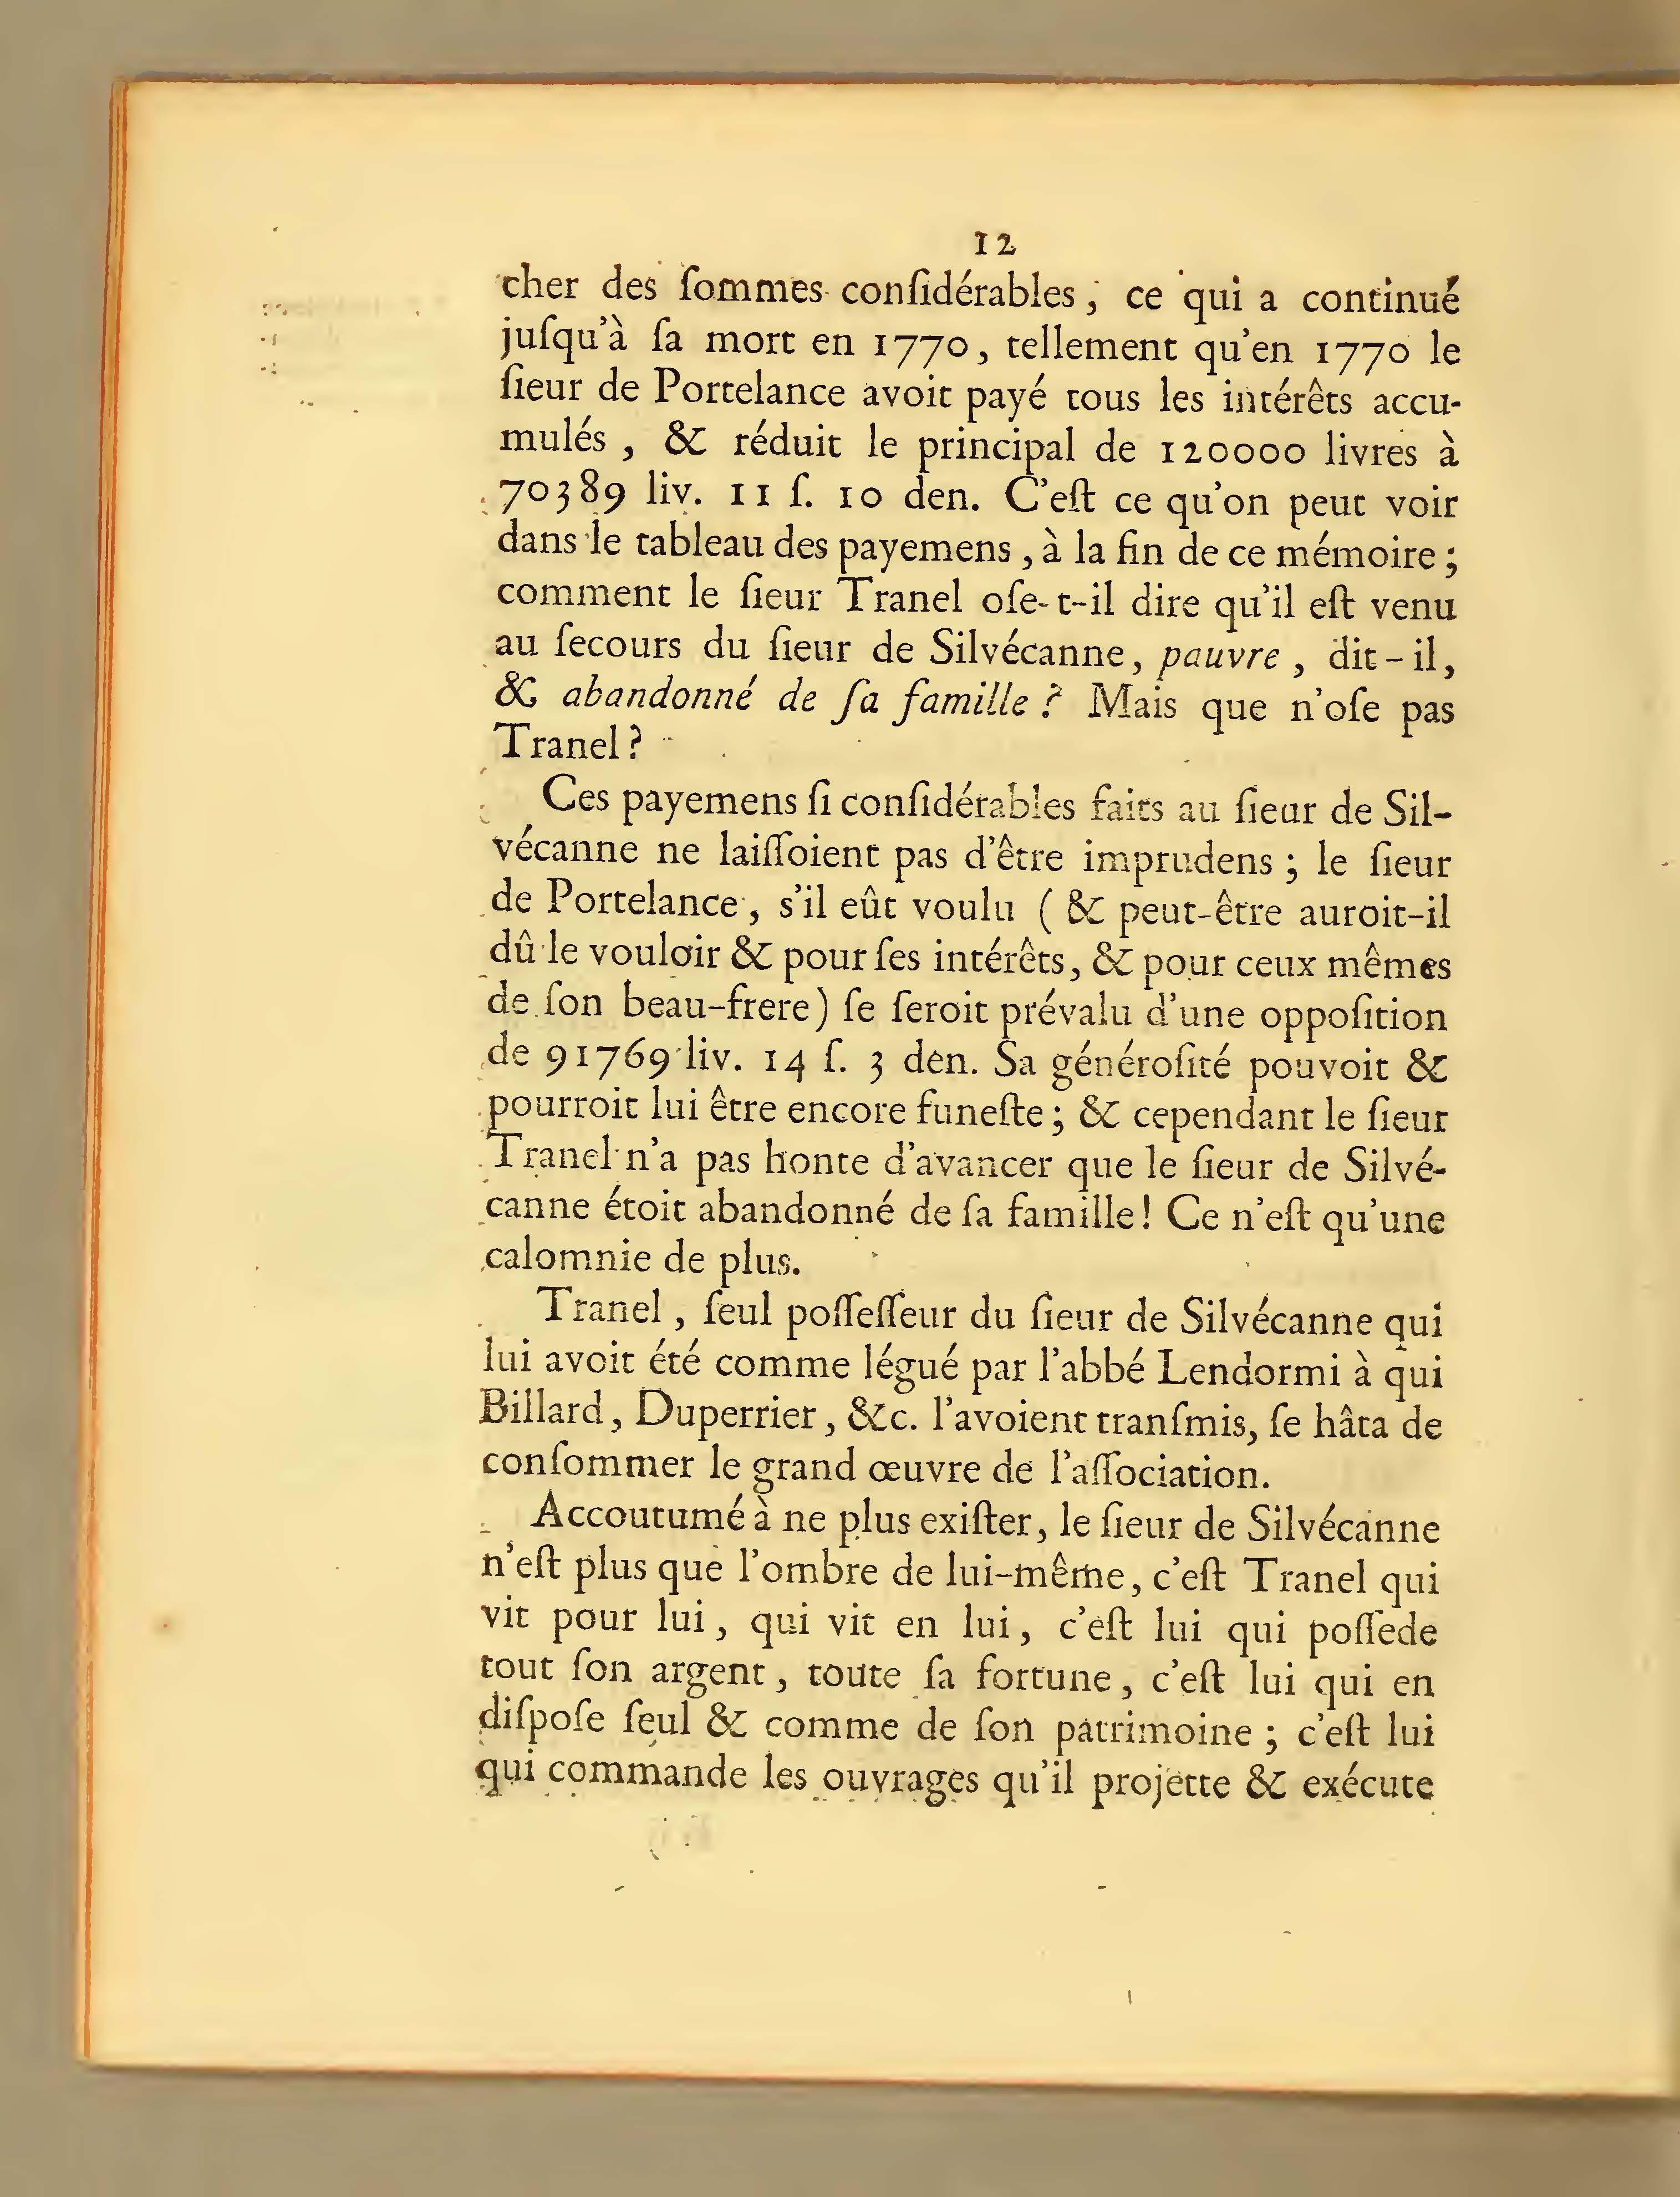 12
cher des ſommes conſidérables, ce qui a continué
juſqu'à ſa mort en 1770, tellement qu'en 1770 le
ſieur de Portelance avoit payé tous les intérêts accu-
mulés, & réduit le principal de 120000 livres à
70389 liv. 11 ſ. 10 den. C'eſt ce qu'on peut voir
dans le tableau des payemens, à la fin de ce mémoire;
comment le ſieur Tranel oſe-t-il dire qu'il eſt venu
au ſecours du ſieur de Silvécanne, pauvre, dit-il,
& abandonné de ſa famille? Mais que n'oſe pas
Tranel?
Ces payemens ſi conſidérables faits au ſieur de Sil-
vécanne ne laiſſoient pas d'être imprudens; le ſieur
de Portelance, s'il eût voulu (& peut-être auroit-il
dû le vouloir & pour ſes intérêts, & pour ceux mêmes
de ſon beau-frere) ſe ſeroit prévalu d'une oppoſition
de 91769 liv. 14 ſ. 3 den. Sa généroſité pouvoit &
pourroit lui être encore funeſte; & cependant le ſieur
Tranel n'a pas honte d'avancer que le ſieur de Silvé-
canne étoit abandonné de ſa famille! Ce n'eſt qu'une
calomnie de plus.
Tranel, ſeul poſſeſſeur du ſieur de Silvécanne qui
lui avoit été comme légué par l'abbé Lendormi à qui
Billard, Duperrier, &c. l'avoient tranſmis, ſe hâta de
conſommer le grand œuvre de l'aſſociation.
Accoutumé à ne plus exiſter, le ſieur de Silvécanne
n'eſt plus que l'ombre de lui-même, c'eſt Tranel qui
vit pour lui, qui vit en lui, c'eſt lui qui poſſede
tout ſon argent, toute ſa fortune, c'eſt lui qui en
diſpoſe ſeul & comme de ſon patrimoine; c'eſt lui
qui commande les ouvrages qu'il projette & exécute